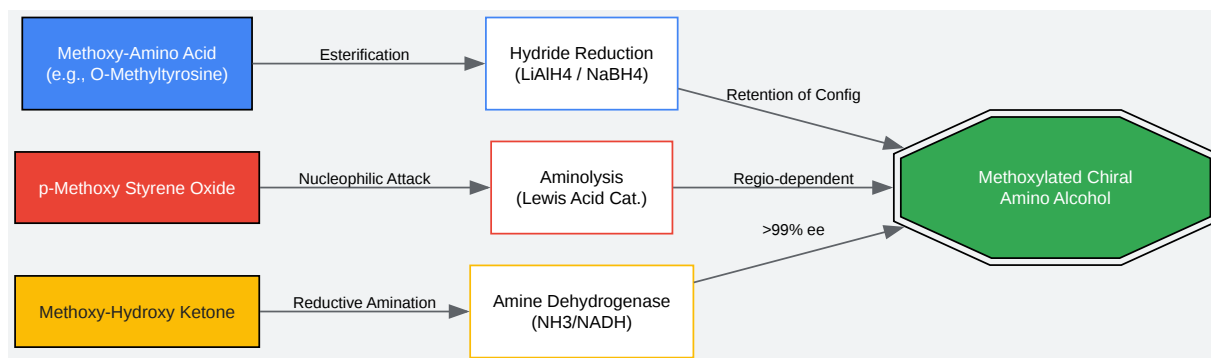 Methoxy-Amino Acid
(e.g., O-Methyltyrosine)
Esterification
Hydride Reduction
(LiAlH4 / NaBH4)
Retention of Config
p-Methoxy Styrene Oxide
Nucleophilic Attack
Aminolysis
(Lewis Acid Cat.)
Regio-dependent
Methoxylated Chiral
Amino Alcohol
Methoxy-Hydroxy Ketone
Reductive Amination
Amine Dehydrogenase
(NH3/NADH)
>99% ee